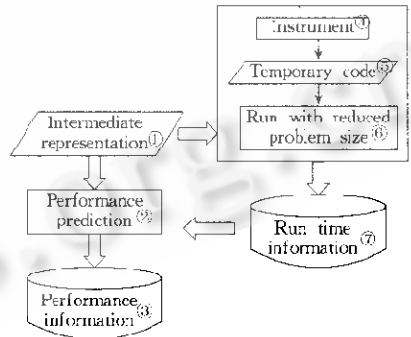 Instrument④
Temporary code⑤
Run with reduced
problem size⑥
Intermediate
representation①
Performance
prediction②
Run time
information⑦
Performance
information③